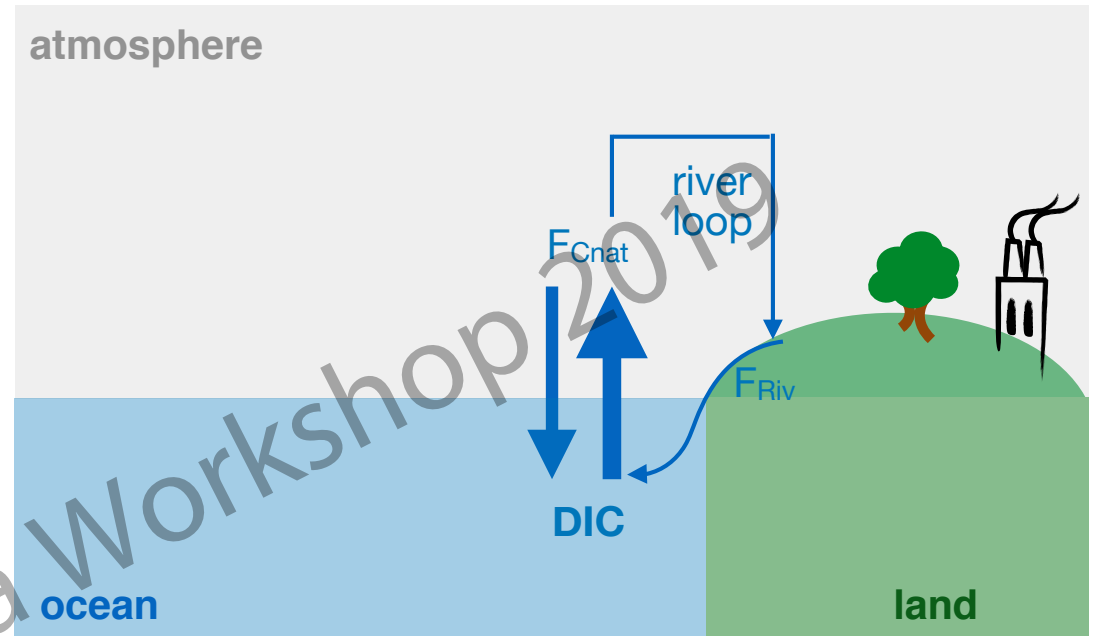 atmosphere
river
loop
FCnat
FRiv
DIC
ocean
land
a Workshop 2019